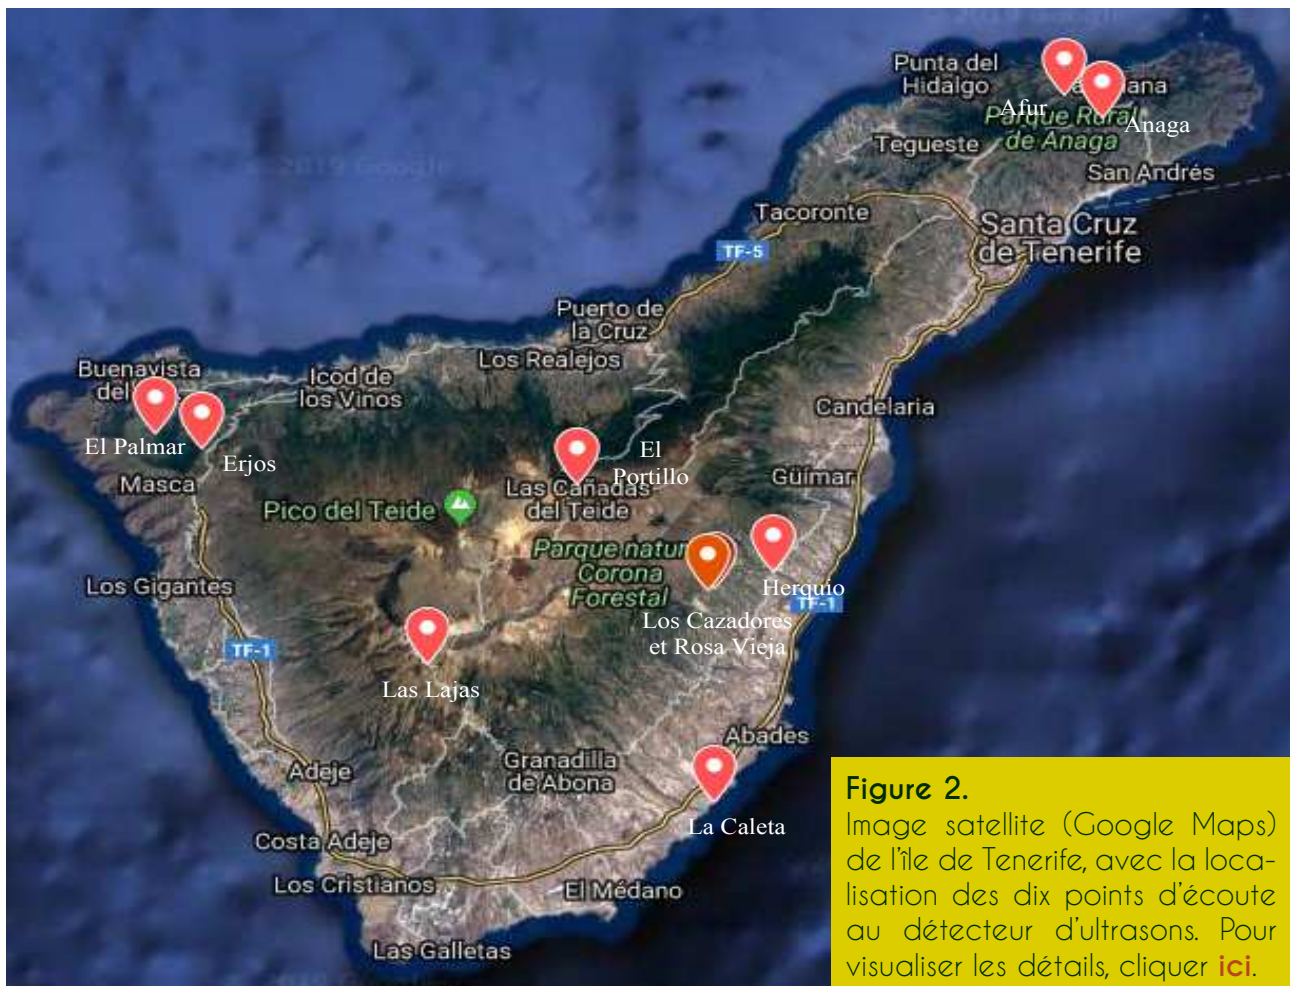 © 2019 Google
Punta del
Hidalgo
Afur
Anaga
Parque Rural
de Anaga
Tegueste
San Andrés
© 2019 Google
Tacoronte
Santa Cruz
de Tenerife
TF-5
Puerto de
la Cruz
Los Realejos
Buenavista
del
Icod de
los Vinos
Candelaria
El Palmar
Erjos
El
Portillo
Masca
Las Cañadas
del Teide
Güímar
Pico del Teide
Parque natur
Corona
Forestal
Los Gigantes
Herquio
TF-1
Los Cazadores
et Rosa Vieja
TF-1
Las Lajas
Abades
Granadilla
de Abona
Adeje
La Caleta
Costa Adeje
Los Cristianos
El Médano
Las Galletas
Figure 2.
Image satellite (Google Maps)
de l'île de Tenerife, avec la loca-
lisation des dix points d'écoute
au détecteur d'ultrasons. Pour
visualiser les détails, cliquer ici.